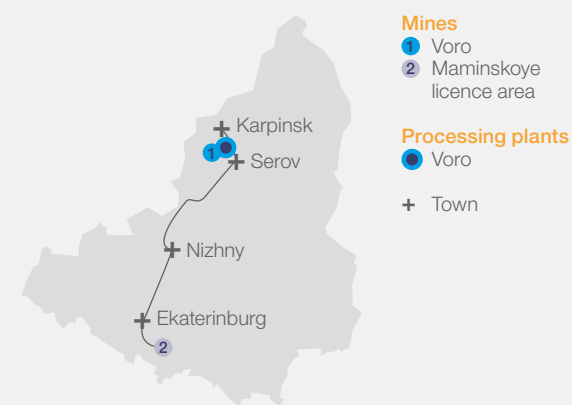 Mines
1 Voro
2 Maminskoye
licence area
Processing plants
Voro
Town
Karpinsk
1
Serov
Nizhny
Ekaterinburg
2